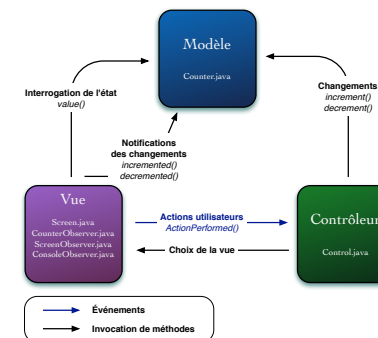 Modèle
Counter.java
Interrogation de l'état
value()
Changements
increment()
decrement()
Notifications
des changements
incremented()
decremented()
Vue
Screen.java
CounterObserver.java
ScreenObserver.java
ConsoleObserver.java
Actions utilisateurs
ActionPerformed()
Choix de la vue
Contrôleur
Control.java
Événements
Invocation de méthodes